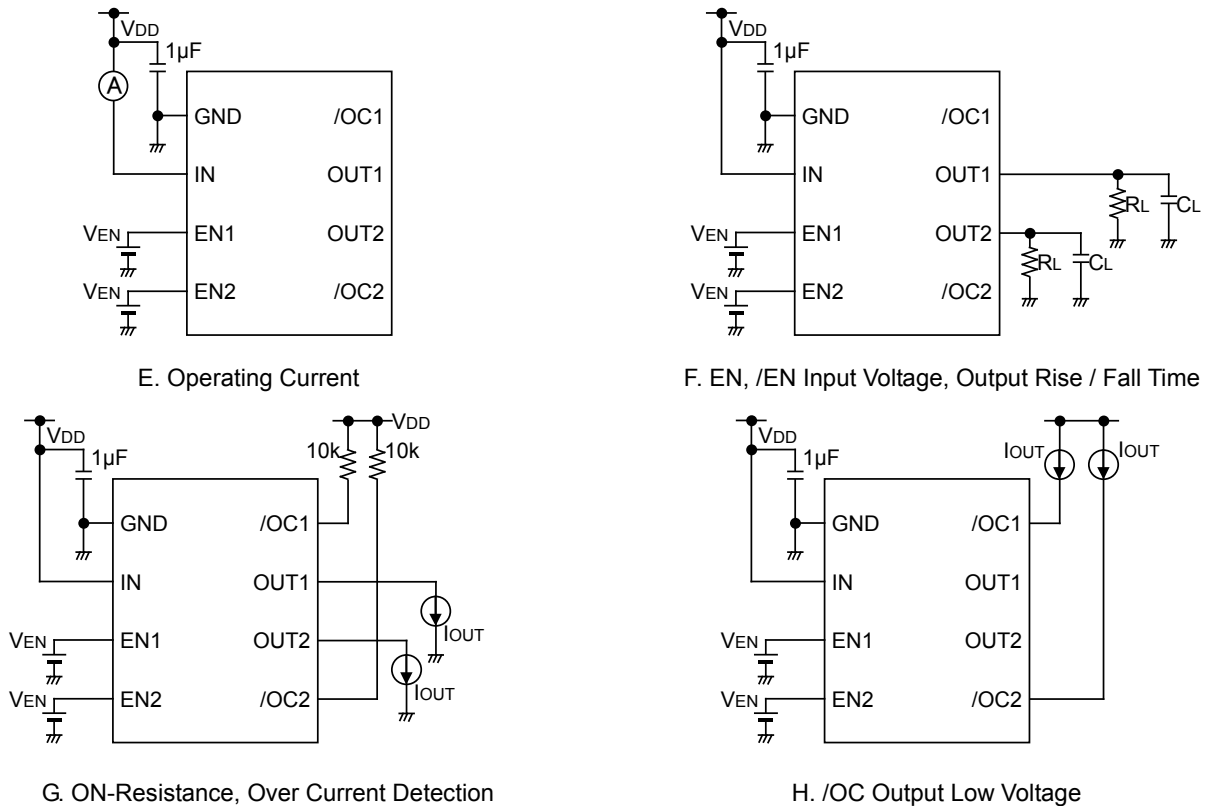 VDD
1µF
A
GND /OC1
IN OUT1
VEN EN1 OUT2
VEN EN2 /OC2
E. Operating Current
VDD
1µF
GND /OC1
IN OUT1
RL CL
VEN EN1 OUT2
RL CL
VEN EN2 /OC2
F. EN, /EN Input Voltage, Output Rise / Fall Time
VDD
VDD
1µF
10k 10k
GND /OC1
IN OUT1
IOUT
VEN EN1 OUT2
IOUT
VEN EN2 /OC2
G. ON-Resistance, Over Current Detection
VDD
1µF
IOUT IOUT
GND /OC1
IN OUT1
VEN EN1 OUT2
VEN EN2 /OC2
H. /OC Output Low Voltage